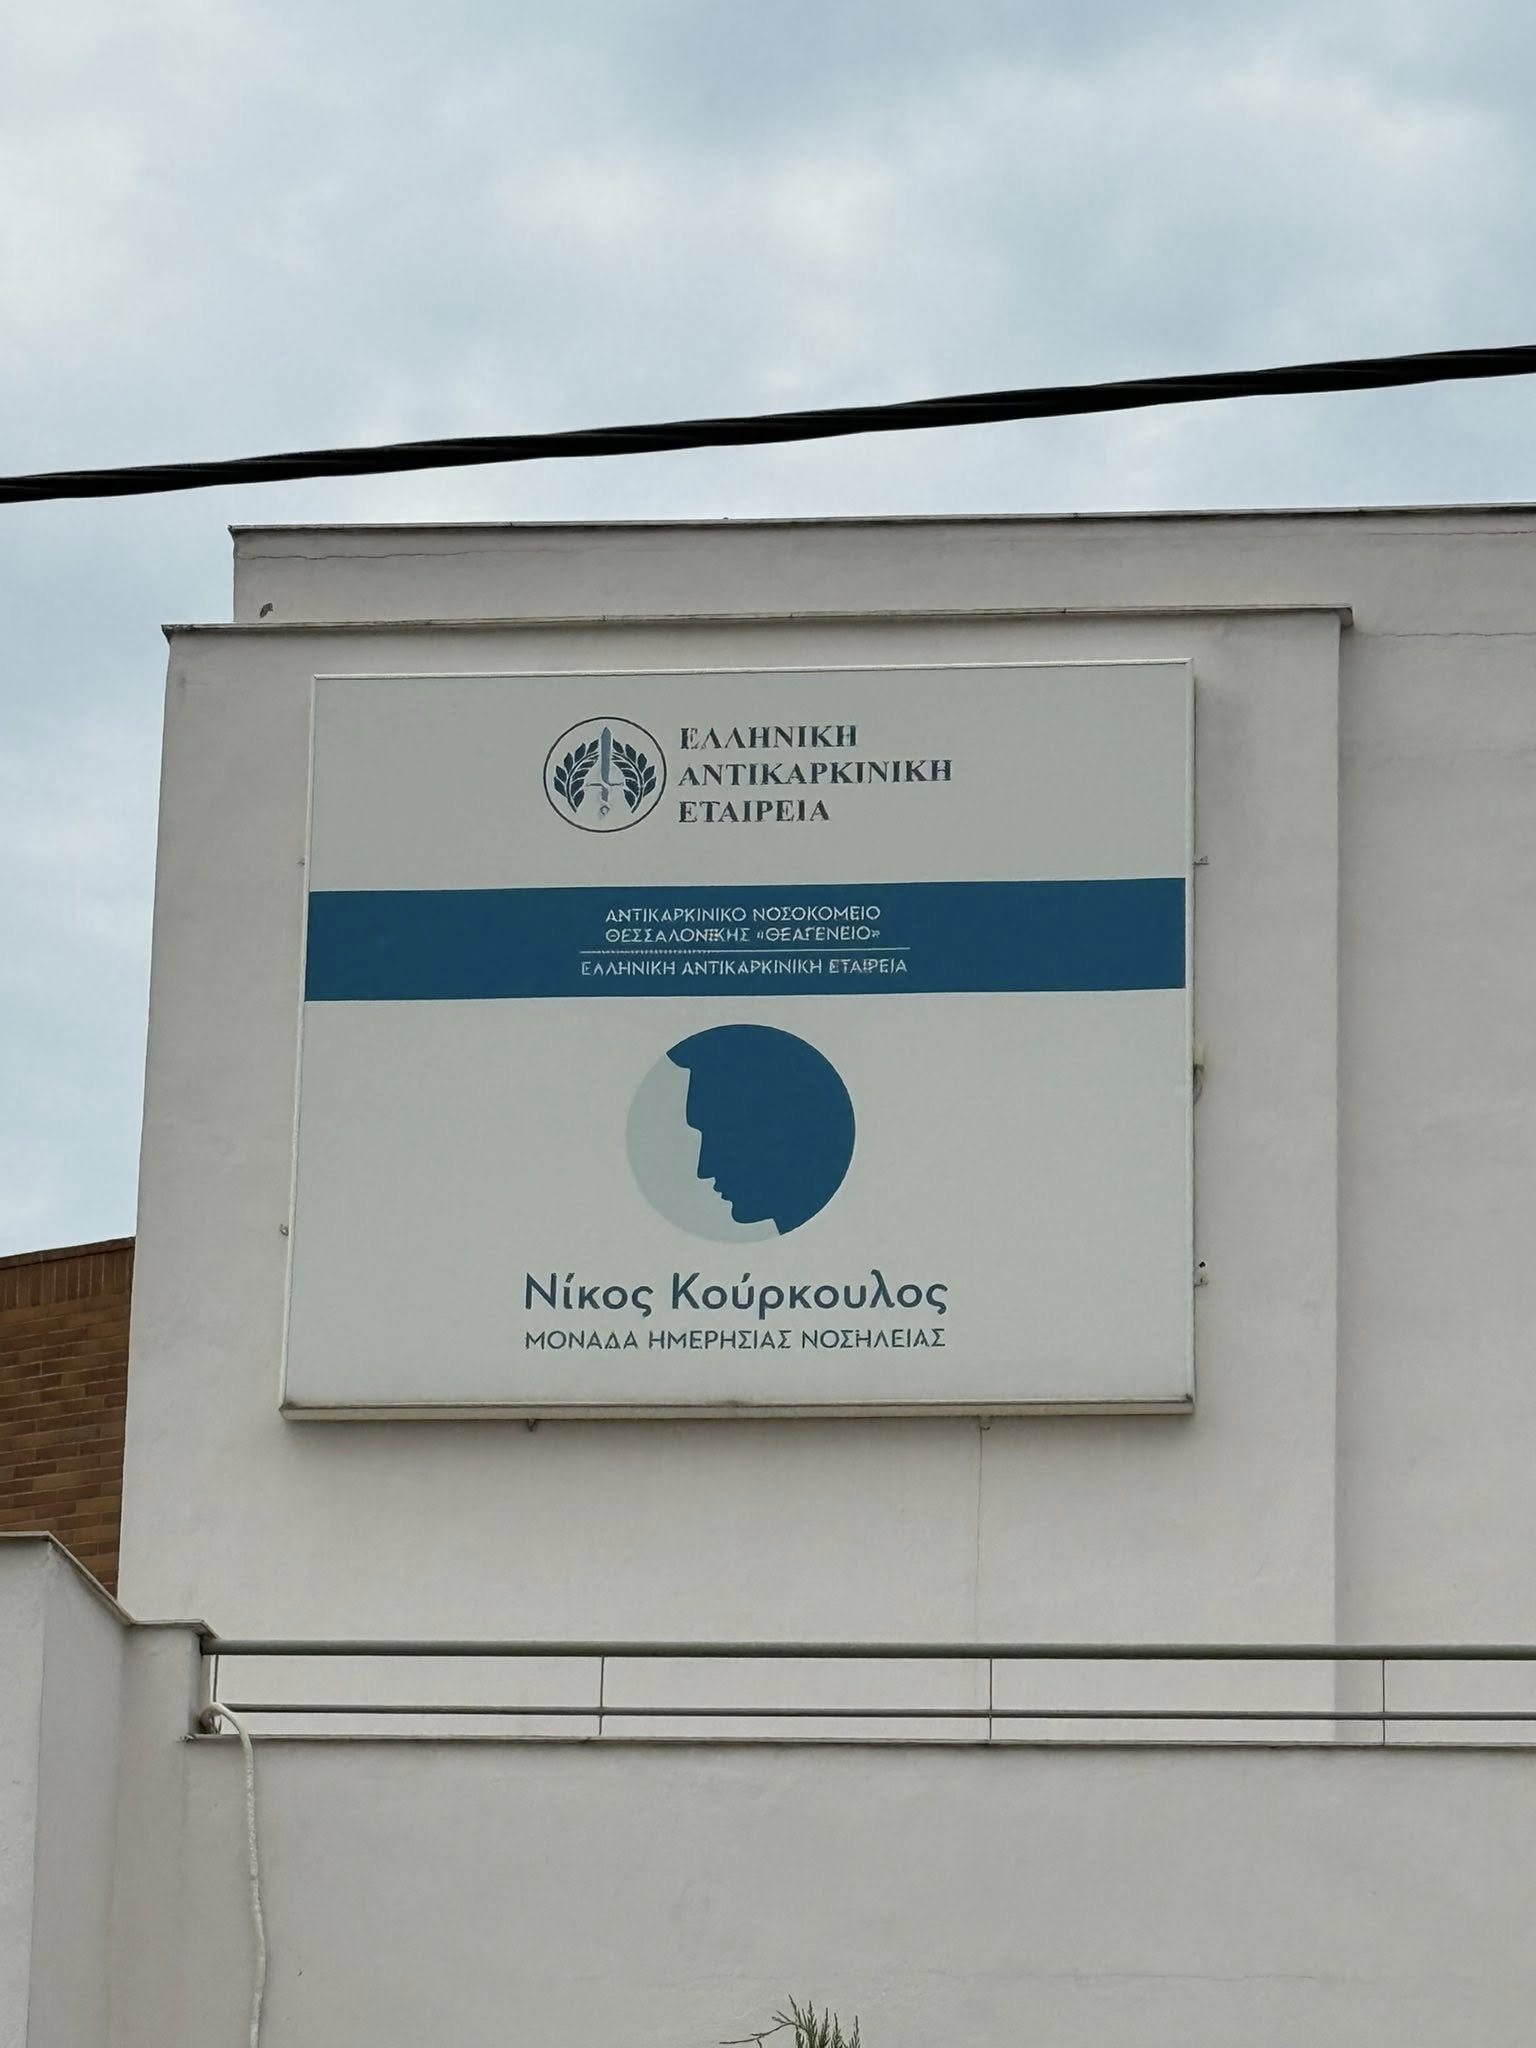 ΕΛΛΗΝΙΚΗ
ΑΝΤΙΚΑΡΚΙΝΙΚΗ
ΕΤΑΙΡΕΙΑ
ΑΝΤΙΚΑΡΚΙΝΙΚΟ ΝΟΣΟΚΟΜΕΙΟ
ΘΕΣΣΑΛΟΝΙΚΗΣ «ΘΕΑΓΕΝΕΙΟ»
ΕΛΛΗΝΙΚΗ ΑΝΤΙΚΑΡΚΙΝΙΚΗ ΕΤΑΙΡΕΙΑ
Νίκος Κούρκουλος
ΜΟΝΑΔΑ ΗΜΕΡΗΣΙΑΣ ΝΟΣΗΛΕΙΑΣ